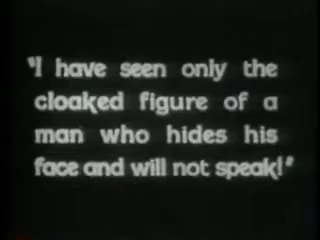 "I have seen only the
cloaked figure of a
man who hides his
face and will not speak!"